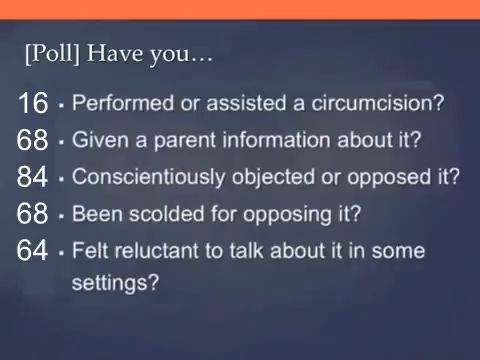 [Poll] Have you…
16 • Performed or assisted a circumcision?
68 • Given a parent information about it?
84 • Conscientiously objected or opposed it?
68 • Been scolded for opposing it?
64 • Felt reluctant to talk about it in some
settings?